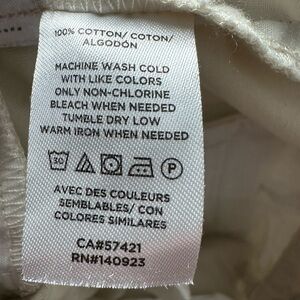 100% COTTON/ COTON/
ALGODÓN
MACHINE WASH COLD
WITH LIKE COLORS
ONLY NON-CHLORINE
BLEACH WHEN NEEDED
TUMBLE DRY LOW
WARM IRON WHEN NEEDED
30 P
AVEC DES COULEURS
SEMBLABLES/ CON
COLORES SIMILARES
CA#57421
RN#140923